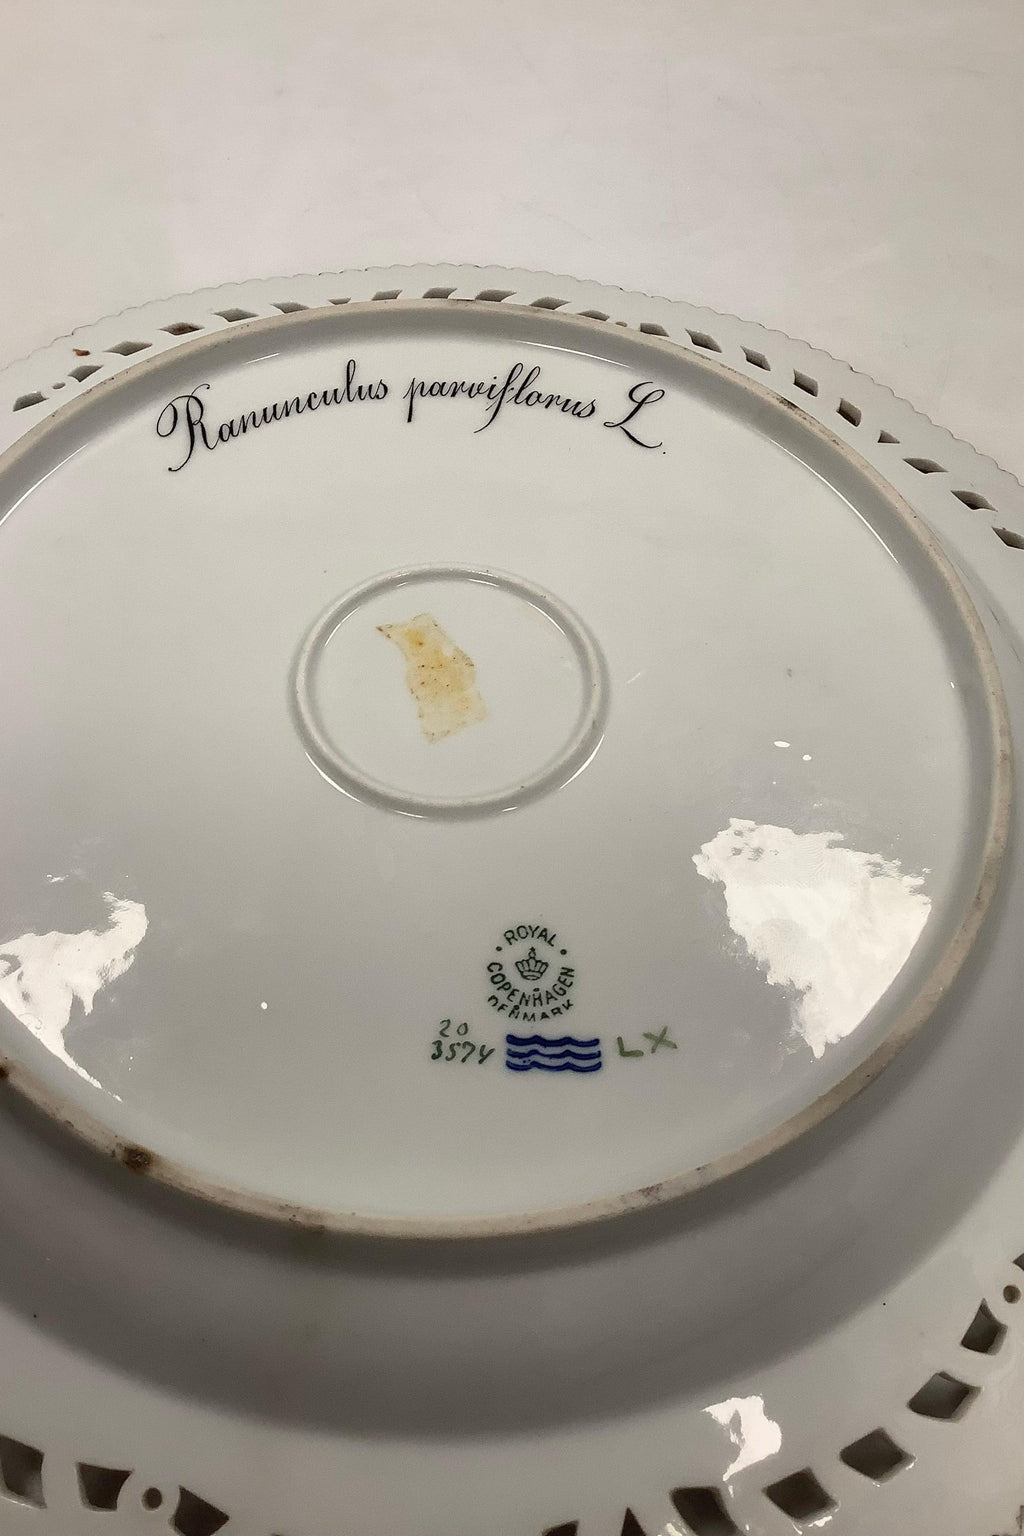 Ranunculus parviflorus L.
ROYAL
COPENHAGEN
DENMARK
20
3574 LX